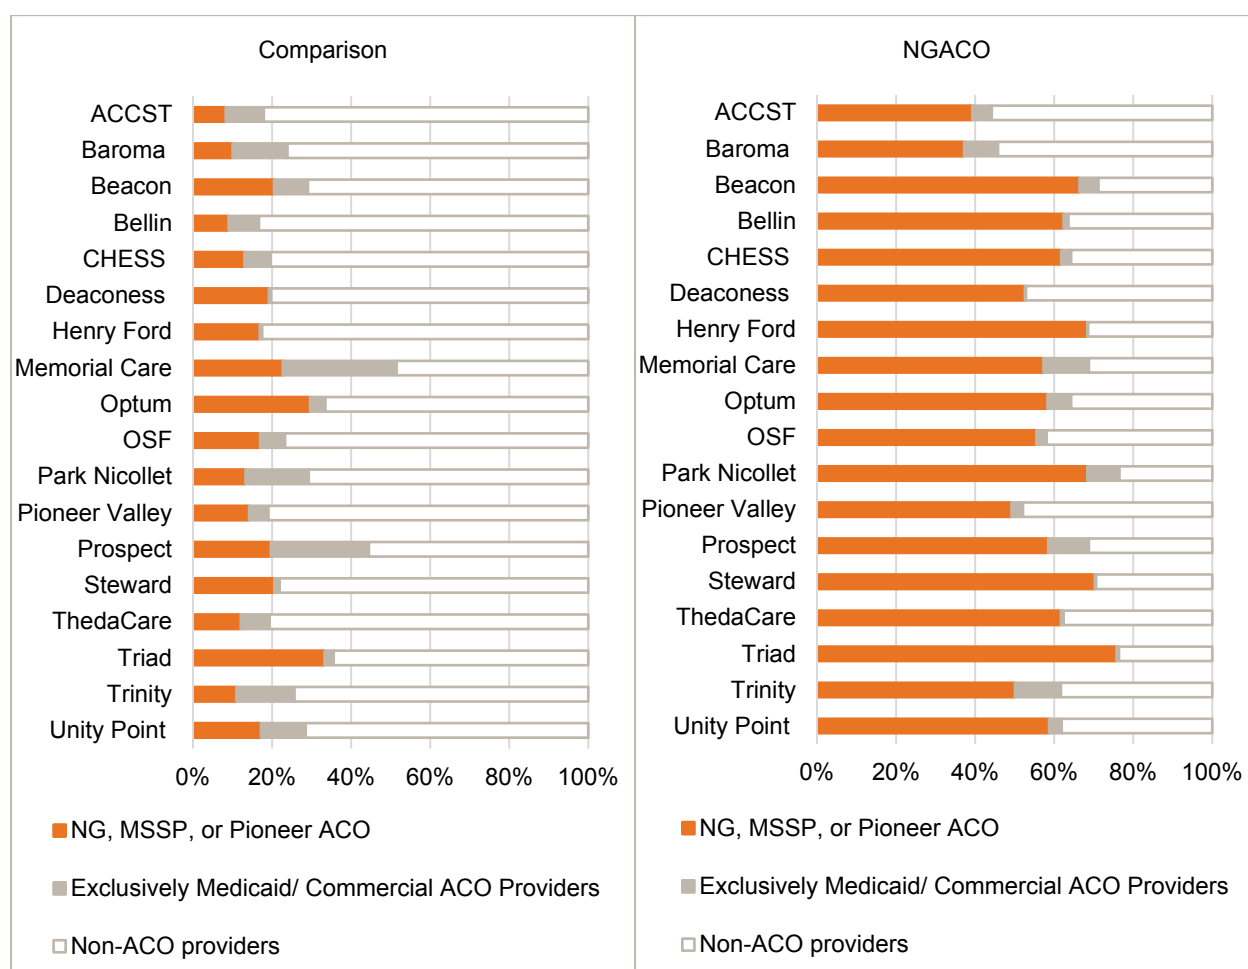 Comparison
ACCST
Baroma
Beacon
Bellin
CHESS
Deaconess
Henry Ford
Memorial Care
Optum
OSF
Park Nicollet
Pioneer Valley
Prospect
Steward
ThedaCare
Triad
Trinity
Unity Point
0% 20% 40% 60% 80% 100%
NG, MSSP, or Pioneer ACO
Exclusively Medicaid/ Commercial ACO Providers
Non-ACO providers
NGACO
ACCST
Baroma
Beacon
Bellin
CHESS
Deaconess
Henry Ford
Memorial Care
Optum
OSF
Park Nicollet
Pioneer Valley
Prospect
Steward
ThedaCare
Triad
Trinity
Unity Point
0% 20% 40% 60% 80% 100%
NG, MSSP, or Pioneer ACO
Exclusively Medicaid/ Commercial ACO Providers
Non-ACO providers